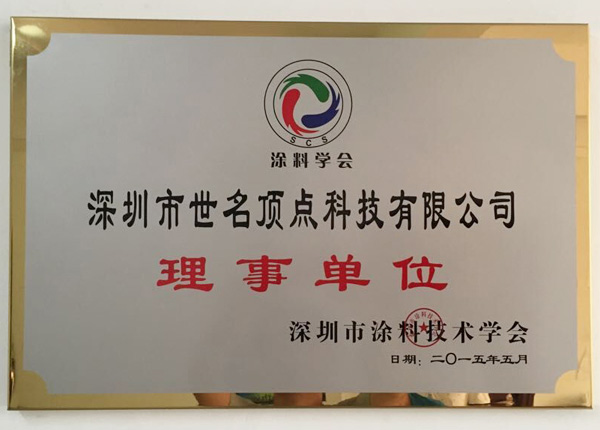 SCS
涂料学会
深圳市世名顶点科技有限公司
理事单位
深圳市涂料技术学会
日期：二〇一五年五月